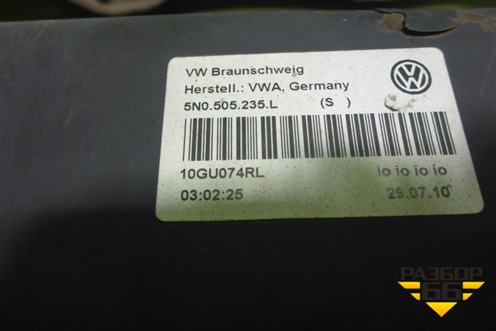 VW Braunschweig
Herstell.: VWA, Germany
5N0.505.235.L (S )
10GU074RL io io io io
03:02:25 29.07.10
РАЗБОР
66